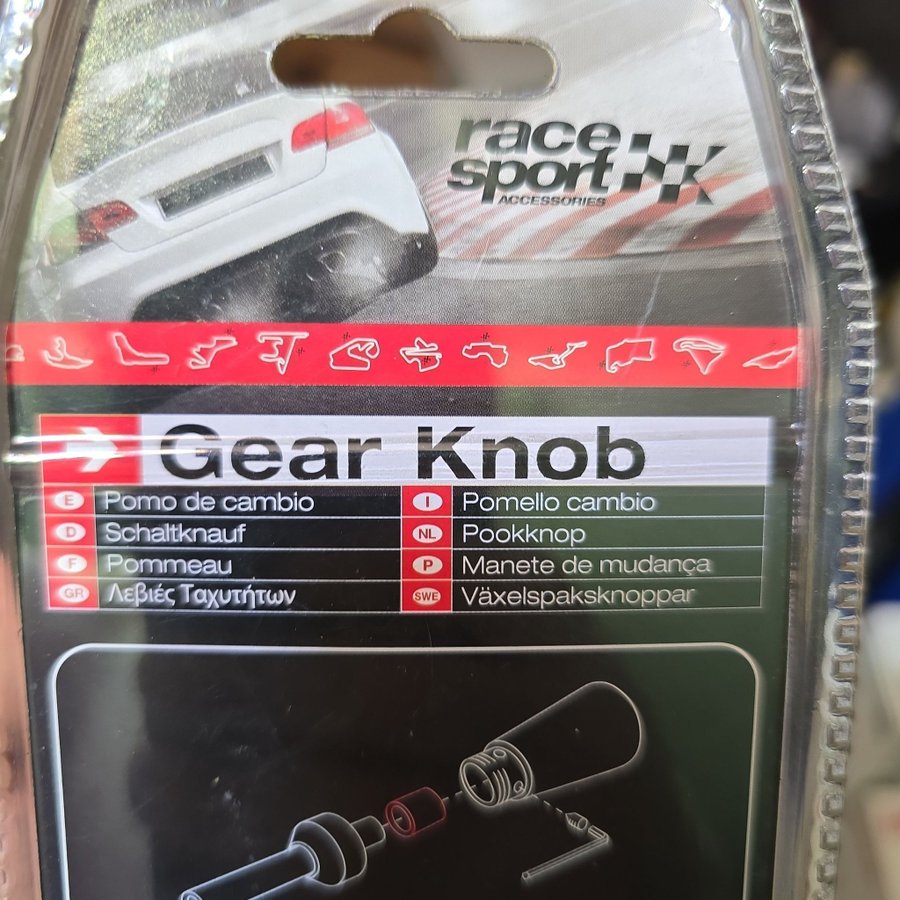 race
sport
ACCESSORIES
Gear Knob
E Pomo de cambio
I Pomello cambio
D Schaltknauf
NL Pookknop
F Pommeau
P Manete de mudança
GR Λεβιές Ταχυτήτων
SWE Växelspaksknoppar